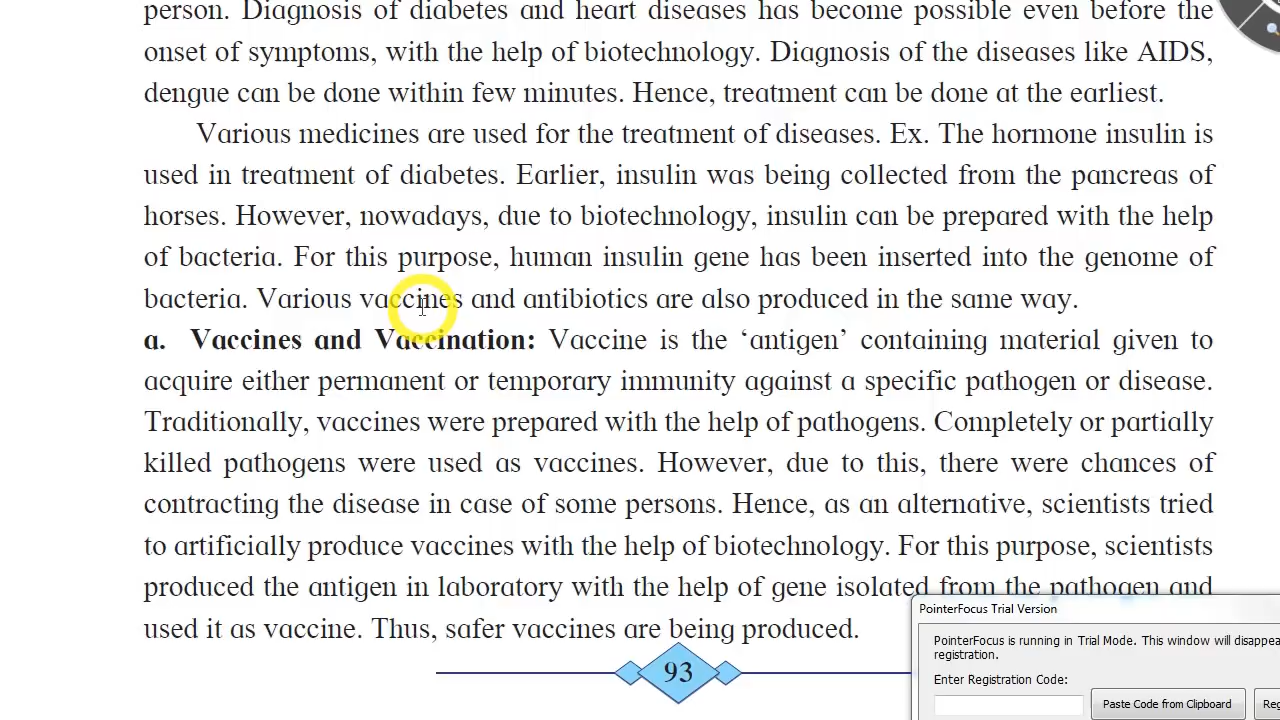 person. Diagnosis of diabetes and heart diseases has become possible even before the
onset of symptoms, with the help of biotechnology. Diagnosis of the diseases like AIDS,
dengue can be done within few minutes. Hence, treatment can be done at the earliest.
Various medicines are used for the treatment of diseases. Ex. The hormone insulin is
used in treatment of diabetes. Earlier, insulin was being collected from the pancreas of
horses. However, nowadays, due to biotechnology, insulin can be prepared with the help
of bacteria. For this purpose, human insulin gene has been inserted into the genome of
bacteria. Various vaccines and antibiotics are also produced in the same way.
a. Vaccines and Vaccination: Vaccine is the ‘antigen’ containing material given to
acquire either permanent or temporary immunity against a specific pathogen or disease.
Traditionally, vaccines were prepared with the help of pathogens. Completely or partially
killed pathogens were used as vaccines. However, due to this, there were chances of
contracting the disease in case of some persons. Hence, as an alternative, scientists tried
to artificially produce vaccines with the help of biotechnology. For this purpose, scientists
produced the antigen in laboratory with the help of gene isolated from the pathogen and
used it as vaccine. Thus, safer vaccines are being produced.
93
PointerFocus Trial Version
PointerFocus is running in Trial Mode. This window will
registration.
Enter Registration Code:
Paste Code from Clipboard